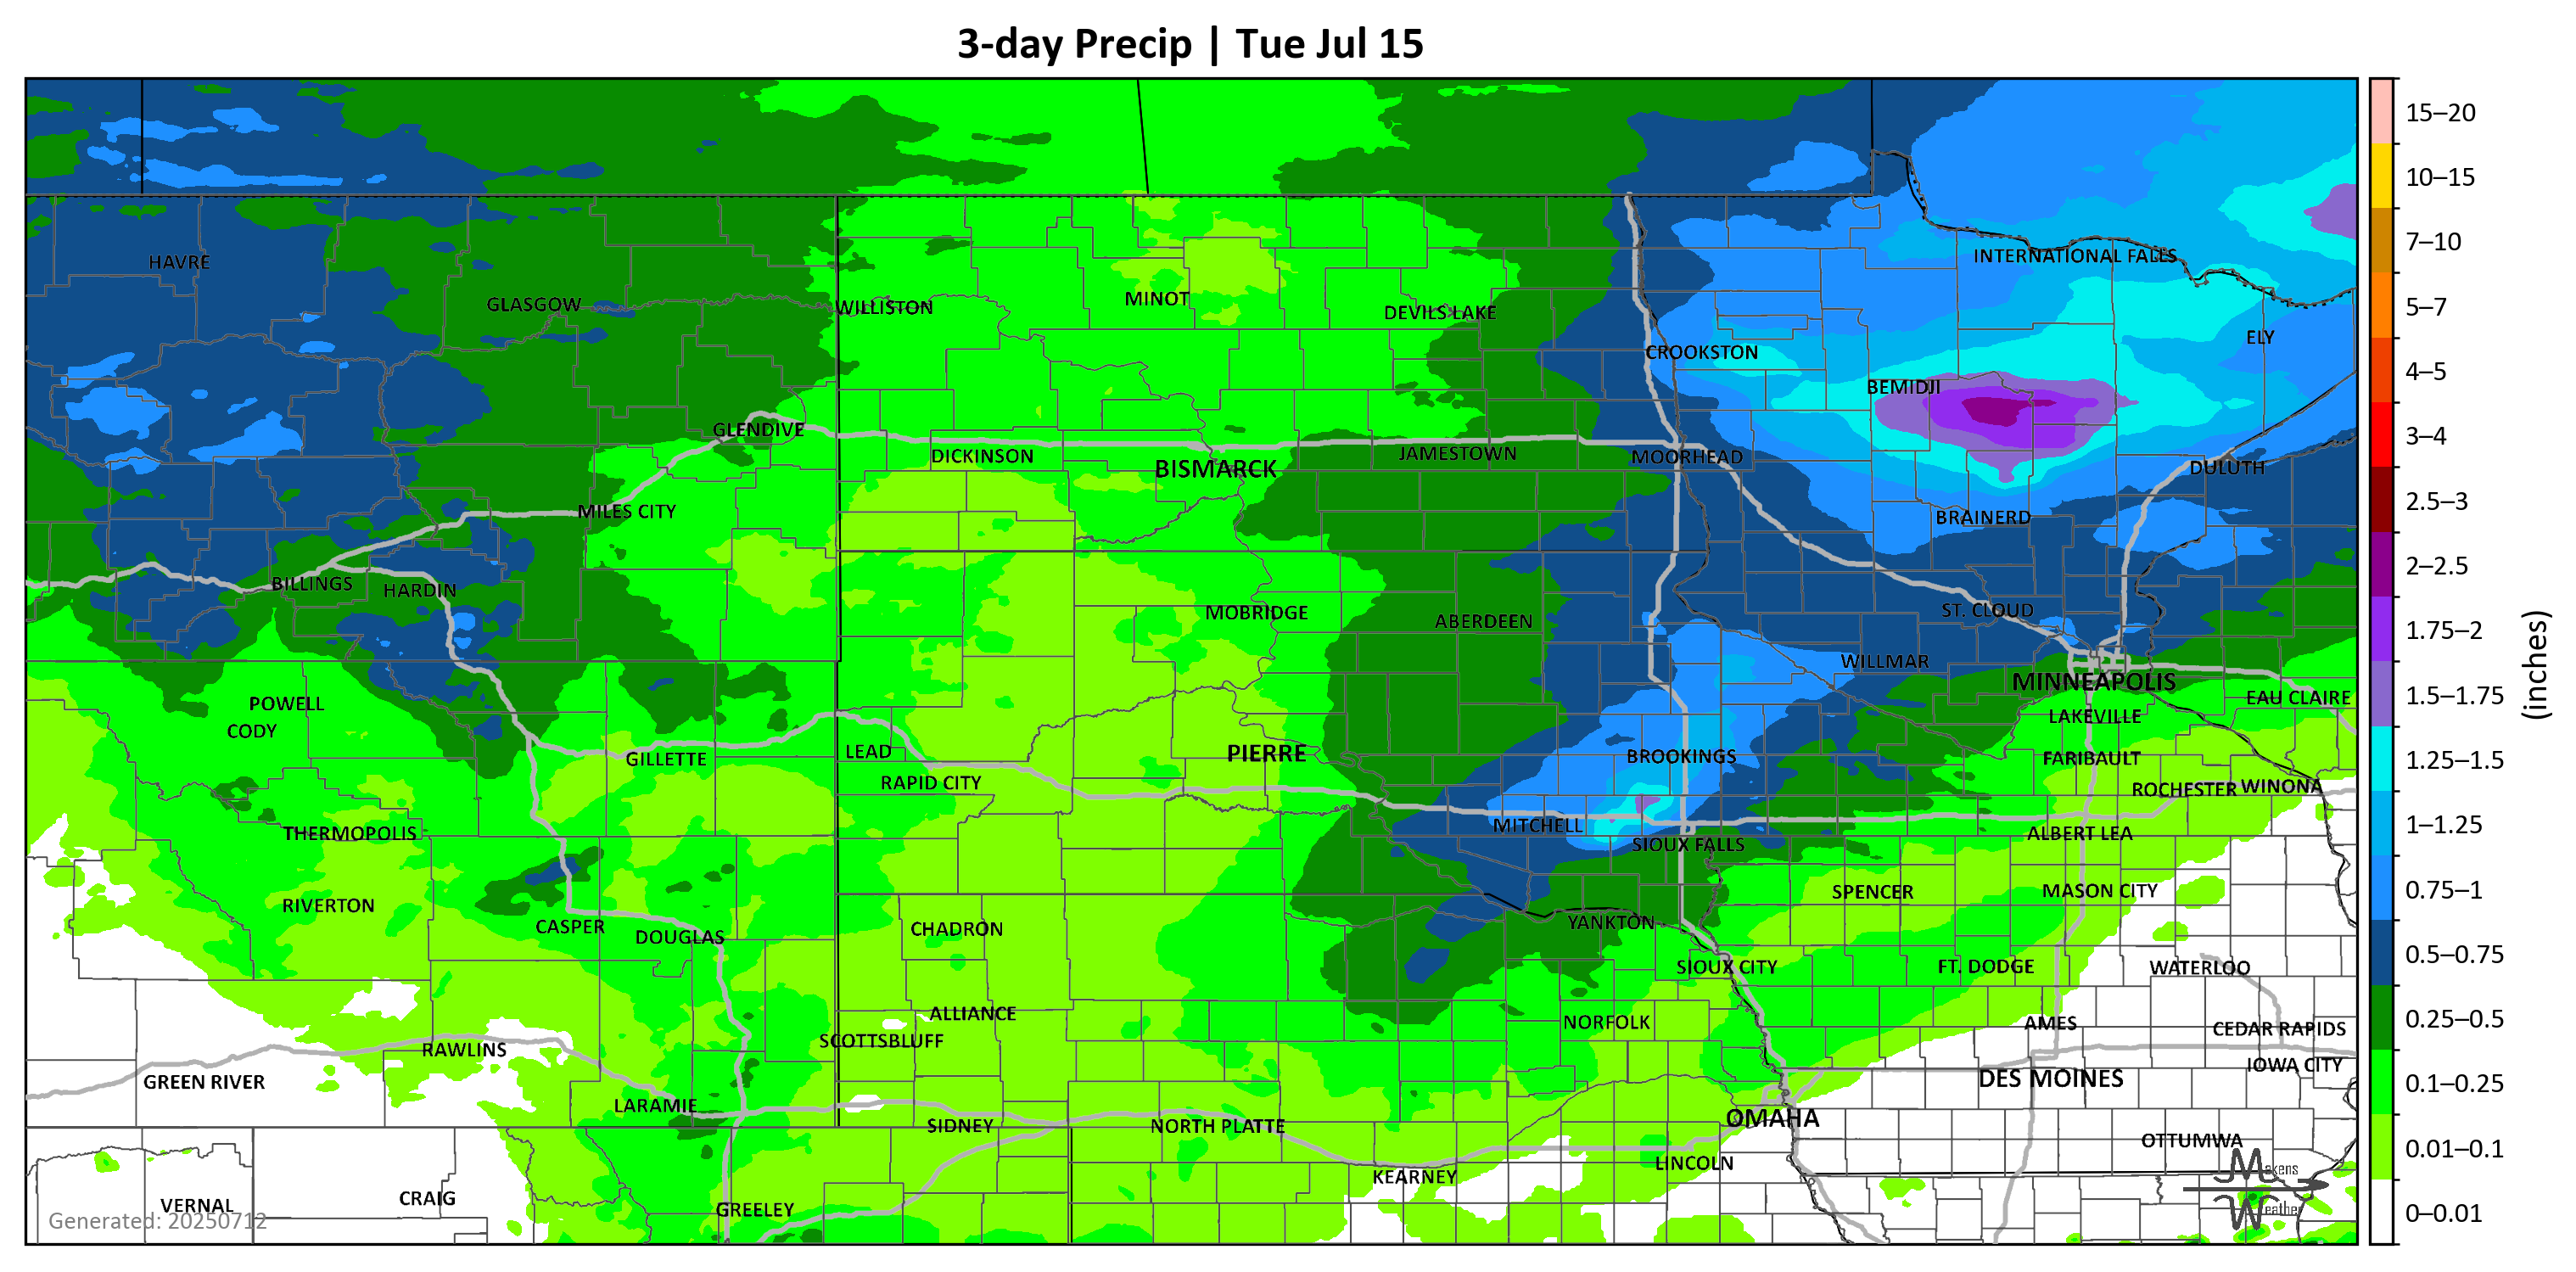 3-day Precip | Tue Jul 15
15–20
10–15
HAVRE
7–10
INTERNATIONAL FALLS
GLASGOW
WILLISTON
MINOT
DEVILS LAKE
5–7
ELY
CROOKSTON
BEMIDJI
4–5
GLENDIVE
3–4
DICKINSON
BISMARCK
JAMESTOWN
MOORHEAD
DULUTH
2.5–3
MILES CITY
BRAINERD
2–2.5
BILLINGS
HARDIN
MOBRIDGE
ABERDEEN
ST. CLOUD
1.75–2
WILLMAR
MINNEAPOLIS
(inches)
POWELL
EAU CLAIRE
1.5–1.75
CODY
LAKEVILLE
GILLETTE
LEAD
PIERRE
BROOKINGS
FARIBAULT
1.25–1.5
RAPID CITY
ROCHESTER
WINONA
THERMOPOLIS
MITCHELL
ALBERT LEA
1–1.25
SIOUX FALLS
RIVERTON
SPENCER
MASON CITY
0.75–1
CASPER
DOUGLAS
CHADRON
YANKTON
0.5–0.75
SIOUX CITY
FT. DODGE
WATERLOO
ALLIANCE
SCOTTSBLUFF
NORFOLK
AMES
CEDAR RAPIDS
0.25–0.5
RAWLINS
GREEN RIVER
DES MOINES
IOWA CITY
0.1–0.25
LARAMIE
SIDNEY
NORTH PLATTE
OMAHA
OTTUMWA
0.01–0.1
KEARNEY
LINCOLN
Makens
Weather
VERNAL
CRAIG
GREELEY
Generated: 20250712
0–0.01